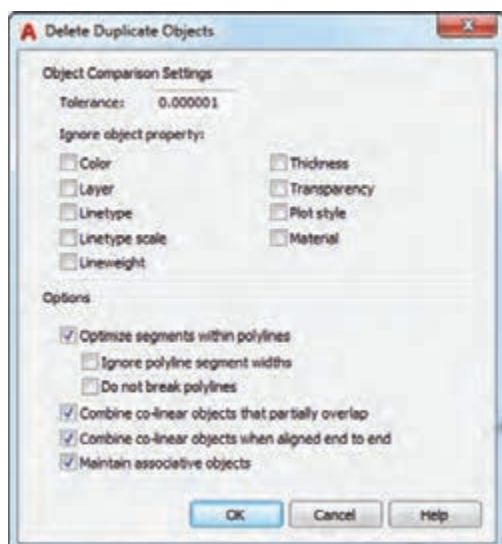 A Delete Duplicate Objects
Object Comparison Settings
Tolerance: 0.000001
Ignore object property:
Color
Layer
Linetype
Linetype scale
Lineweight
Thickness
Transparency
Plot style
Material
Options
Optimize segments within polylines
Ignore polyline segment widths
Do not break polylines
Combine co-linear objects that partially overlap
Combine co-linear objects when aligned end to end
Maintain associative objects
OK Cancel Help